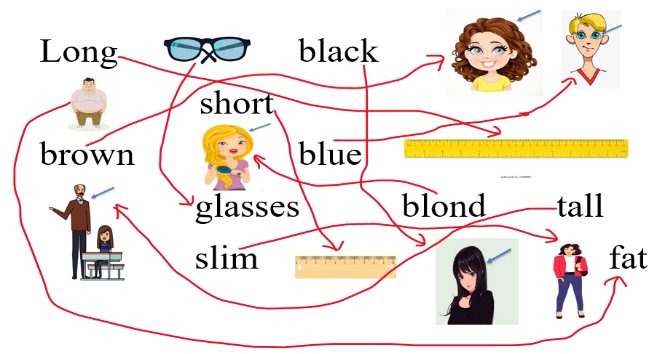 Long black
short
brown blue
glasses blond tall
slim fat